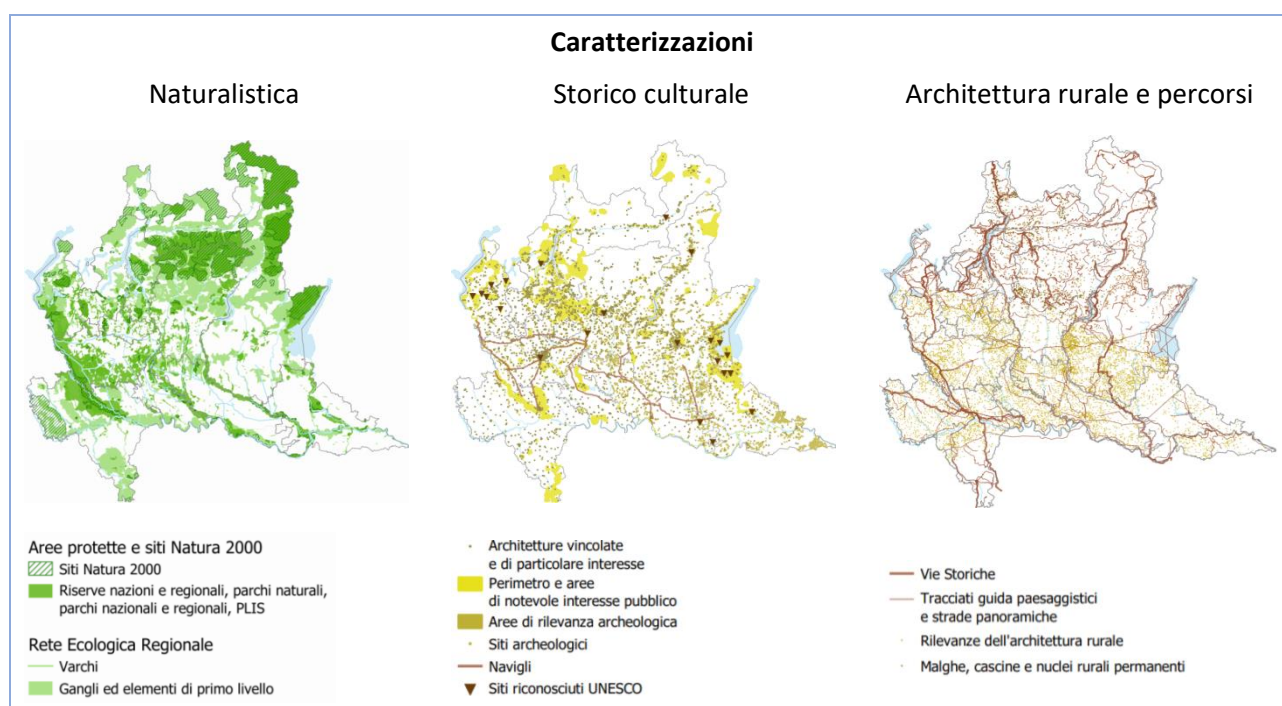 Caratterizzazioni
Naturalistica
Storico culturale
Architettura rurale e percorsi
Aree protette e siti Natura 2000
Siti Natura 2000
Riserve nazioni e regionali, parchi naturali,
parchi nazionali e regionali, PLIS
Rete Ecologica Regionale
Varchi
Gangli ed elementi di primo livello
Architetture vincolate
e di particolare interesse
Perimetro e aree
di notevole interesse pubblico
Aree di rilevanza archeologica
Siti archeologici
Navigli
Siti riconosciuti UNESCO
Vie Storiche
Tracciati guida paesaggistici
e strade panoramiche
Rilevanze dell'architettura rurale
Malghe, cascine e nuclei rurali permanenti